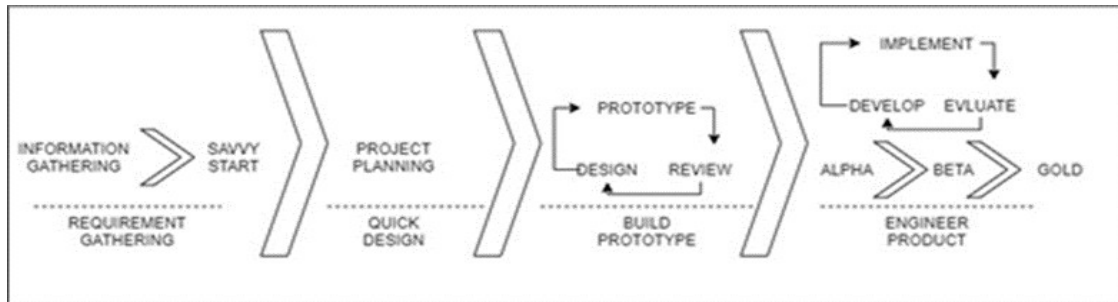 INFORMATION
GATHERING
SAVVY
START
REQUIREMENT
GATHERING
PROJECT
PLANNING
QUICK
DESIGN
PROTOTYPE
DESIGN
REVIEW
BUILD
PROTOTYPE
IMPLEMENT
DEVELOP
EVLUATE
ALPHA
BETA
GOLD
ENGINEER
PRODUCT